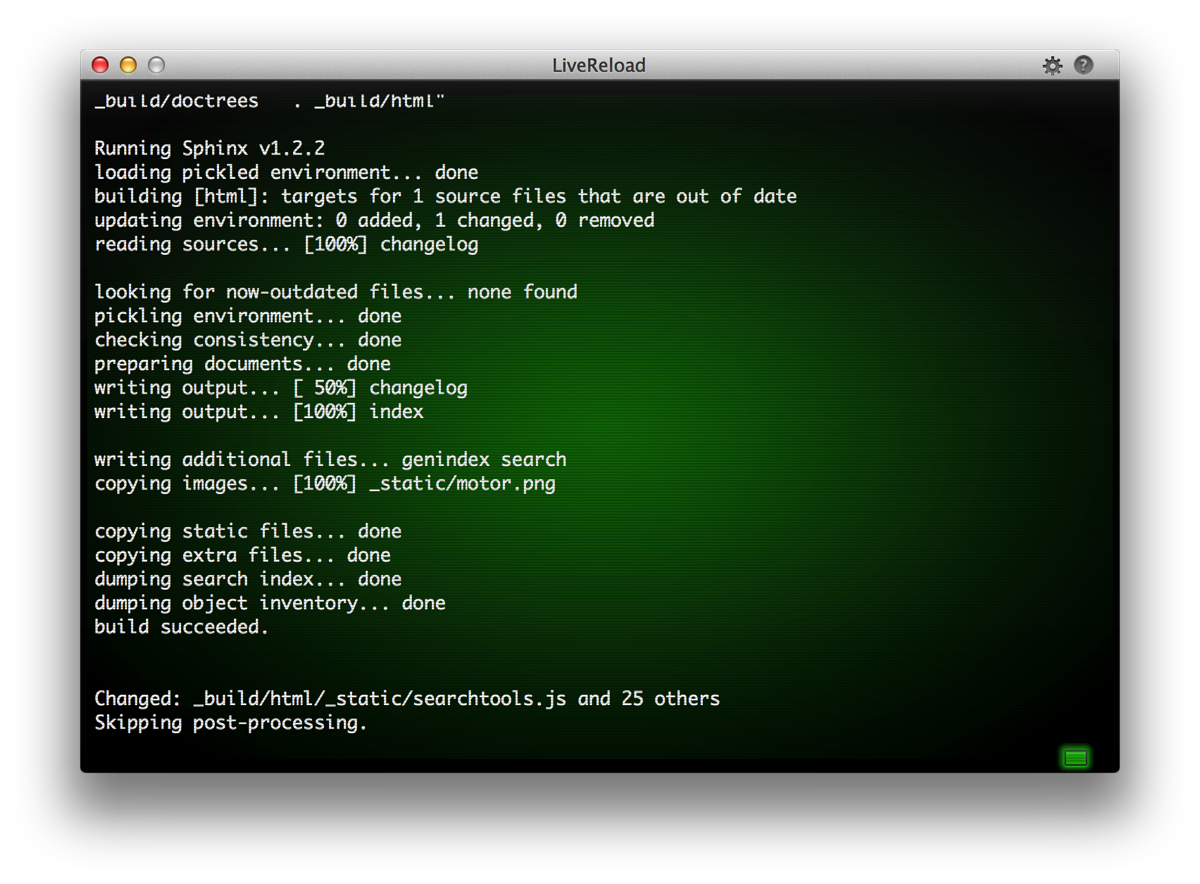 LiveReload
_build/doctrees   . _build/html"
Running Sphinx v1.2.2
loading pickled environment... done
building [html]: targets for 1 source files that are out of date
updating environment: 0 added, 1 changed, 0 removed
reading sources... [100%] changelog
looking for now-outdated files... none found
pickling environment... done
checking consistency... done
preparing documents... done
writing output... [ 50%] changelog
writing output... [100%] index
writing additional files... genindex search
copying images... [100%] _static/motor.png
copying static files... done
copying extra files... done
dumping search index... done
dumping object inventory... done
build succeeded.
Changed: _build/html/_static/searchtools.js and 25 others
Skipping post-processing.